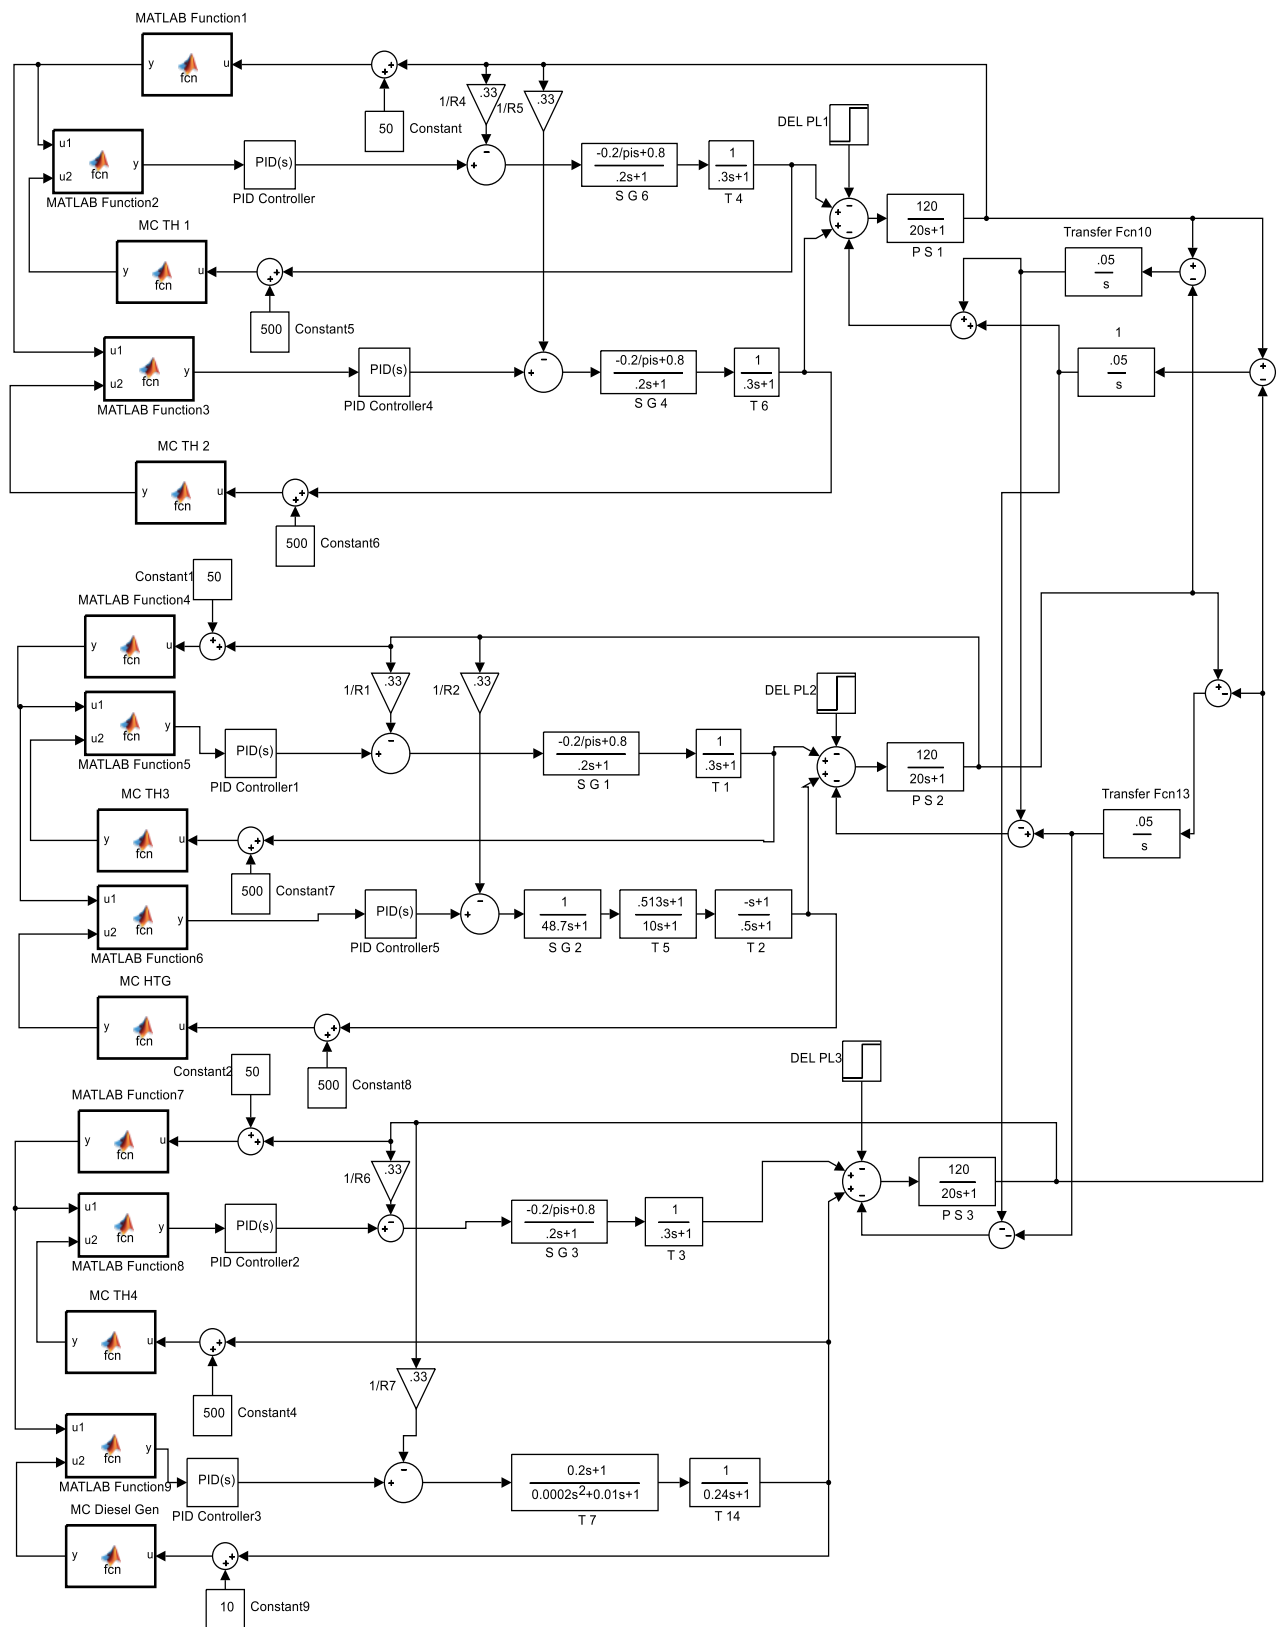 MATLAB Function1
y fcn u
+ +
50 Constant
1/R4 .33 1/R5 .33
DEL PL1
u1
u2 fcn y
MATLAB Function2
PID(s)
PID Controller
+ −
-0.2/pis+0.8
.2s+1
S G 6
1
.3s+1
T 4
+ − + −
120
20s+1
P S 1
MC TH 1
y fcn u
+ +
500 Constant5
Transfer Fcn10
.05
s
+ −
+ +
1
.05
s
+ −
u1
u2 fcn y
MATLAB Function3
PID(s)
PID Controller4
+ −
-0.2/pis+0.8
.2s+1
S G 4
1
.3s+1
T 6
MC TH 2
y fcn u
+ +
500 Constant6
Constant1 50
MATLAB Function4
y fcn u
+ +
1/R1 .33 1/R2 .33
DEL PL2
+ −
u1
u2 fcn y
MATLAB Function5
PID(s)
PID Controller1
+ −
-0.2/pis+0.8
.2s+1
S G 1
1
.3s+1
T 1
+ − + −
120
20s+1
P S 2
MC TH3
y fcn u
+ +
500 Constant7
− +
Transfer Fcn13
.05
s
u1
u2 fcn y
MATLAB Function6
PID(s)
PID Controller5
+ −
1
48.7s+1
S G 2
.513s+1
10s+1
T 5
-s+1
.5s+1
T 2
MC HTG
y fcn u
+ +
500 Constant8
Constant2 50
DEL PL3
MATLAB Function7
y fcn u
+ +
1/R6 .33
u1
u2 fcn y
MATLAB Function8
PID(s)
PID Controller2
+ −
-0.2/pis+0.8
.2s+1
S G 3
1
.3s+1
T 3
+ − + −
120
20s+1
P S 3
− −
MC TH4
y fcn u
+ +
500 Constant4
1/R7 .33
u1
u2 fcn y
MATLAB Function9
PID(s)
PID Controller3
+ −
0.2s+1
0.0002s²+0.01s+1
T 7
1
0.24s+1
T 14
MC Diesel Gen
y fcn u
+ +
10 Constant9